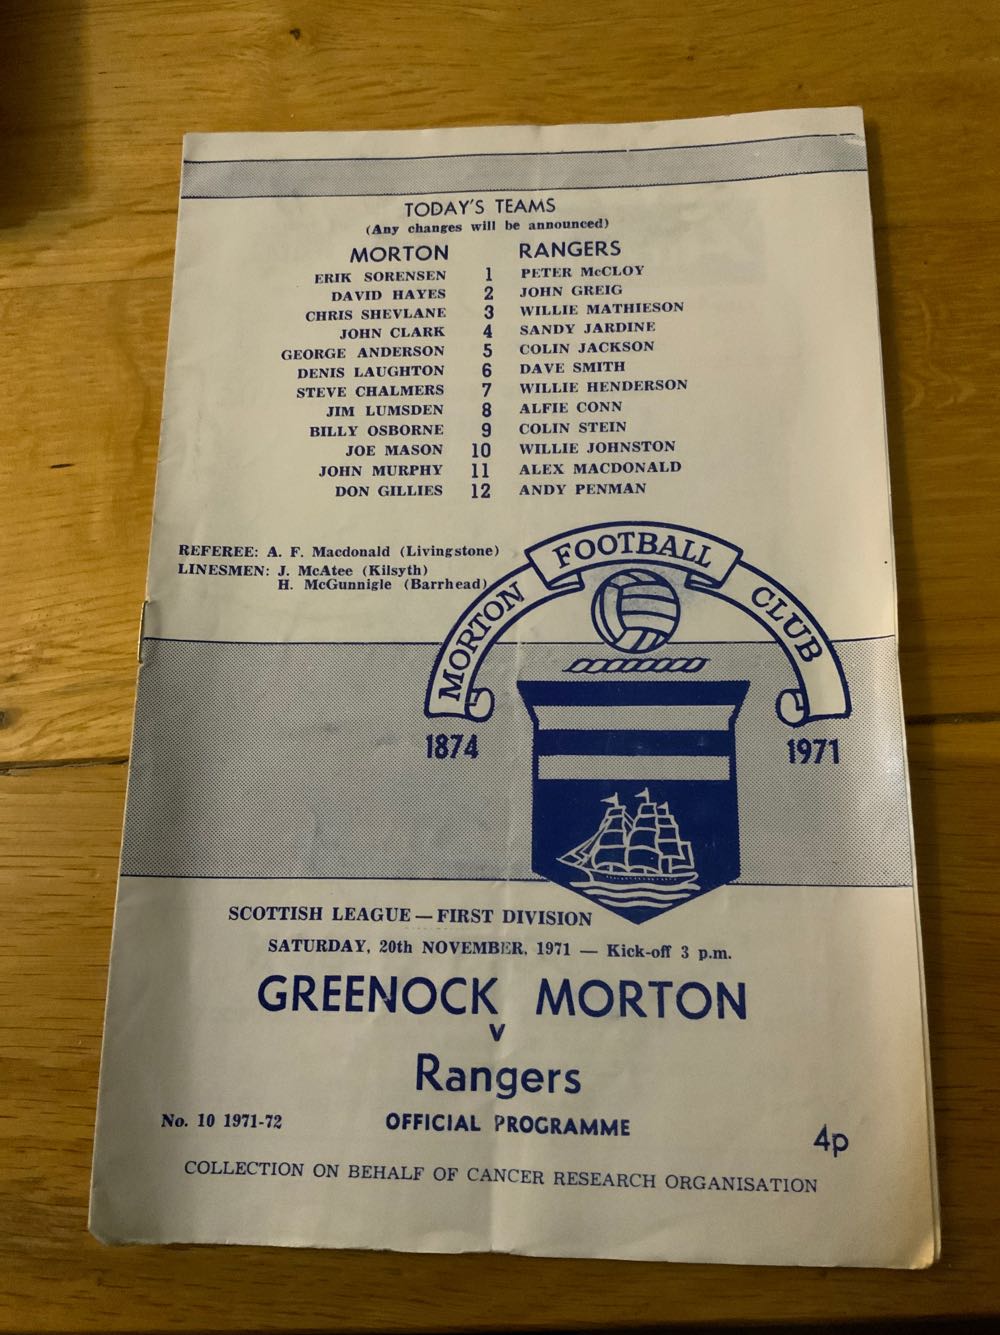 TODAY'S TEAMS
(Any changes will be announced)
MORTON RANGERS
ERIK SORENSEN 1 PETER McCLOY
DAVID HAYES 2 JOHN GREIG
CHRIS SHEVLANE 3 WILLIE MATHIESON
JOHN CLARK 4 SANDY JARDINE
GEORGE ANDERSON 5 COLIN JACKSON
DENIS LAUGHTON 6 DAVE SMITH
STEVE CHALMERS 7 WILLIE HENDERSON
JIM LUMSDEN 8 ALFIE CONN
BILLY OSBORNE 9 COLIN STEIN
JOE MASON 10 WILLIE JOHNSTON
JOHN MURPHY 11 ALEX MACDONALD
DON GILLIES 12 ANDY PENMAN
REFEREE: A. F. Macdonald (Livingstone)
LINESMEN: J. McAtee (Kilsyth)
H. McGunnigle (Barrhead)
MORTON FOOTBALL CLUB
1874 1971
SCOTTISH LEAGUE — FIRST DIVISION
SATURDAY, 20th NOVEMBER, 1971 — Kick-off 3 p.m.
GREENOCK MORTON
v
Rangers
No. 10 1971-72 OFFICIAL PROGRAMME 4p
COLLECTION ON BEHALF OF CANCER RESEARCH ORGANISATION